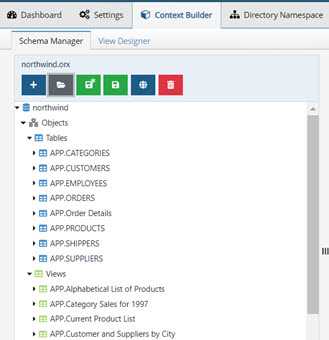 Dashboard Settings Context Builder Directory Namespace
Schema Manager View Designer
northwind.orx
northwind
Objects
Tables
APP.CATEGORIES
APP.CUSTOMERS
APP.EMPLOYEES
APP.ORDERS
APP.Order Details
APP.PRODUCTS
APP.SHIPPERS
APP.SUPPLIERS
Views
APP.Alphabetical List of Products
APP.Category Sales for 1997
APP.Current Product List
APP.Customer and Suppliers by City